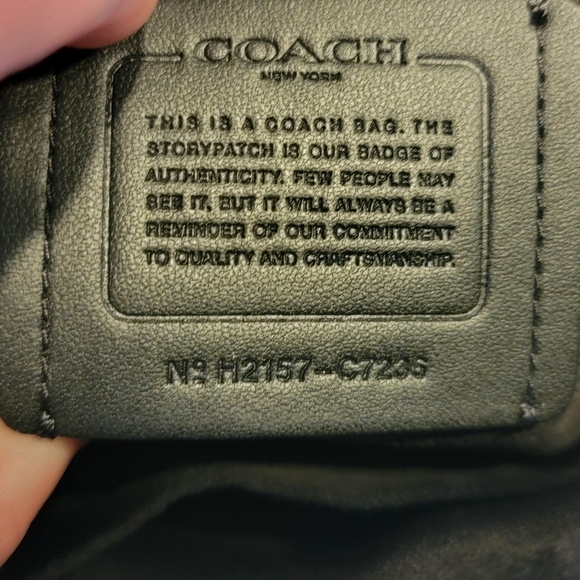 COACH
NEW YORK
THIS IS A COACH BAG. THE
STORYPATCH IS OUR BADGE OF
AUTHENTICITY. FEW PEOPLE MAY
SEE IT, BUT IT WILL ALWAYS BE A
REMINDER OF OUR COMMITMENT
TO QUALITY AND CRAFTSMANSHIP.
Nº H2157-C7236